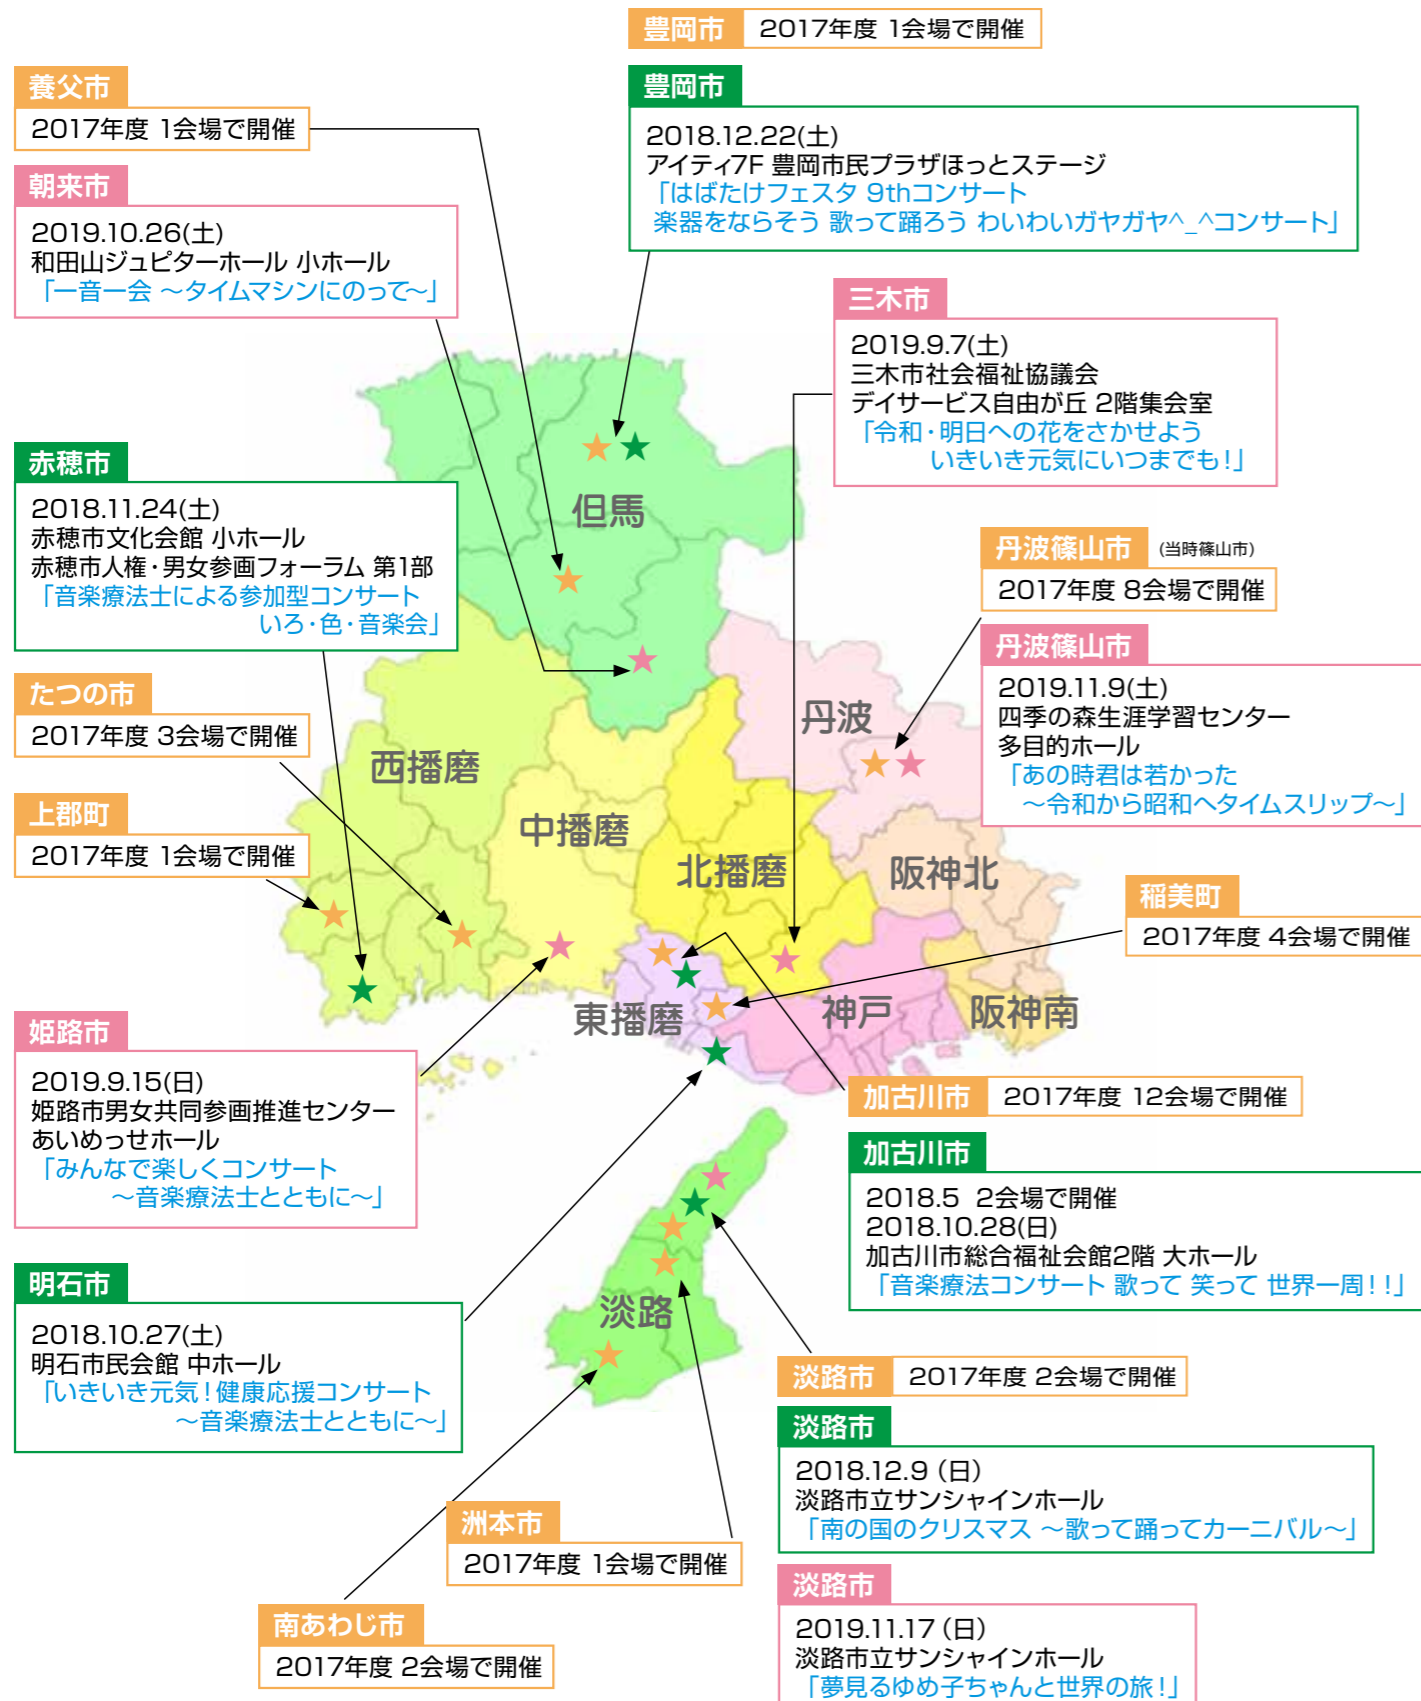 豊岡市 2017年度 1会場で開催
豊岡市
2018.12.22(土)
アイティ7F 豊岡市民プラザほっとステージ
「はばたけフェスタ 9thコンサート
楽器をならそう 歌って踊ろう わいわいガヤガヤ^_^コンサート」
養父市
2017年度 1会場で開催
朝来市
2019.10.26(土)
和田山ジュピターホール 小ホール
「一音一会 〜タイムマシンにのって〜」
三木市
2019.9.7(土)
三木市社会福祉協議会
デイサービス自由が丘 2階集会室
「令和・明日への花をさかせよう
いきいき元気にいつまでも!」
赤穂市
2018.11.24(土)
赤穂市文化会館 小ホール
赤穂市人権・男女参画フォーラム 第1部
「音楽療法士による参加型コンサート
いろ・色・音楽会」
丹波篠山市 (当時篠山市)
2017年度 8会場で開催
丹波篠山市
2019.11.9(土)
四季の森生涯学習センター
多目的ホール
「あの時君は若かった
〜令和から昭和へタイムスリップ〜」
たつの市
2017年度 3会場で開催
上郡町
2017年度 1会場で開催
稲美町
2017年度 4会場で開催
但馬
丹波
西播磨
中播磨
北播磨
阪神北
東播磨
神戸
阪神南
淡路
姫路市
2019.9.15(日)
姫路市男女共同参画推進センター
あいめっせホール
「みんなで楽しくコンサート
〜音楽療法士とともに〜」
加古川市 2017年度 12会場で開催
加古川市
2018.5 2会場で開催
2018.10.28(日)
加古川市総合福祉会館2階 大ホール
「音楽療法コンサート 歌って 笑って 世界一周!!」
明石市
2018.10.27(土)
明石市民会館 中ホール
「いきいき元気!健康応援コンサート
〜音楽療法士とともに〜」
淡路市 2017年度 2会場で開催
淡路市
2018.12.9 (日)
淡路市立サンシャインホール
「南の国のクリスマス 〜歌って踊ってカーニバル〜」
洲本市
2017年度 1会場で開催
淡路市
2019.11.17 (日)
淡路市立サンシャインホール
「夢見るゆめ子ちゃんと世界の旅!」
南あわじ市
2017年度 2会場で開催